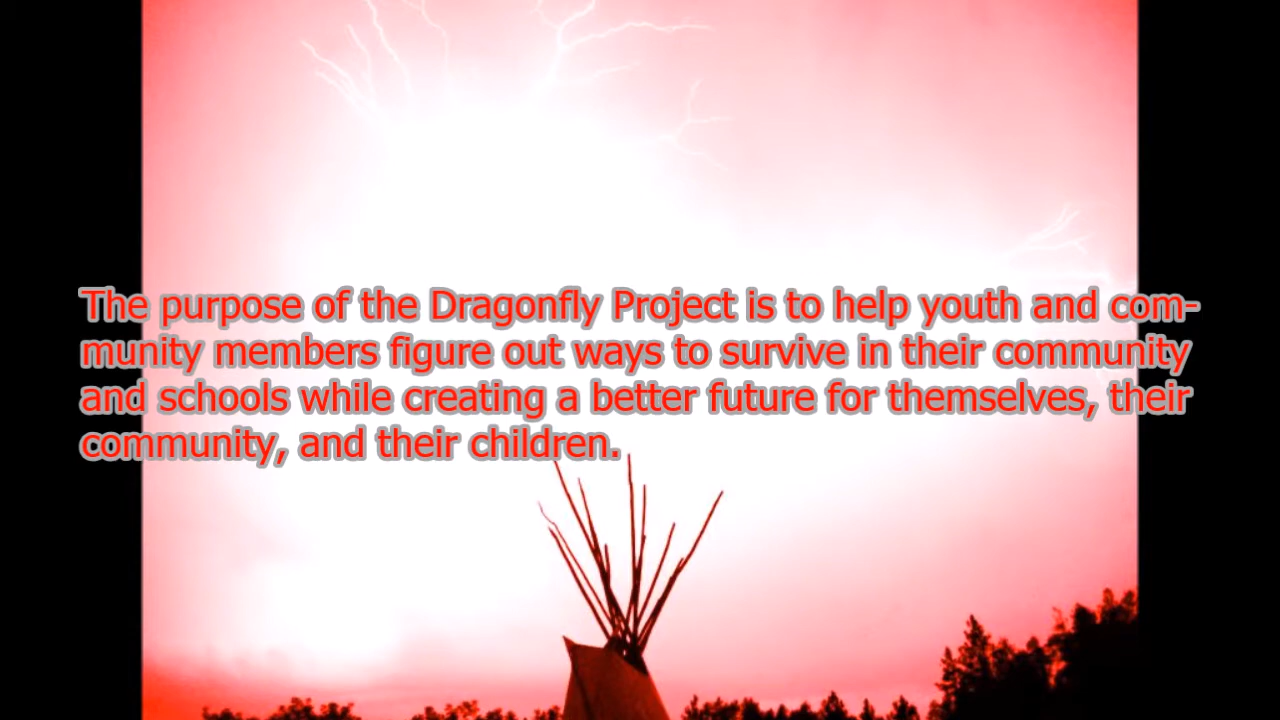 The purpose of the Dragonfly Project is to help youth and com-
munity members figure out ways to survive in their community
and schools while creating a better future for themselves, their
community, and their children.